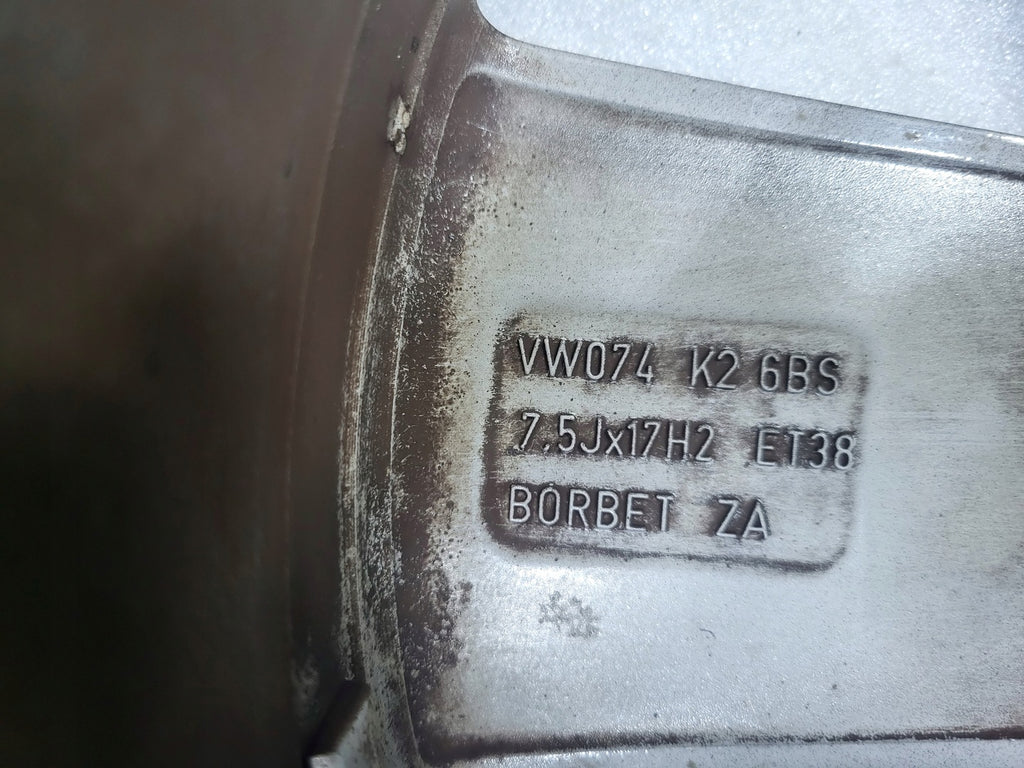 VW074 K2 6BS
7.5Jx17H2 ET38
BORBET ZA